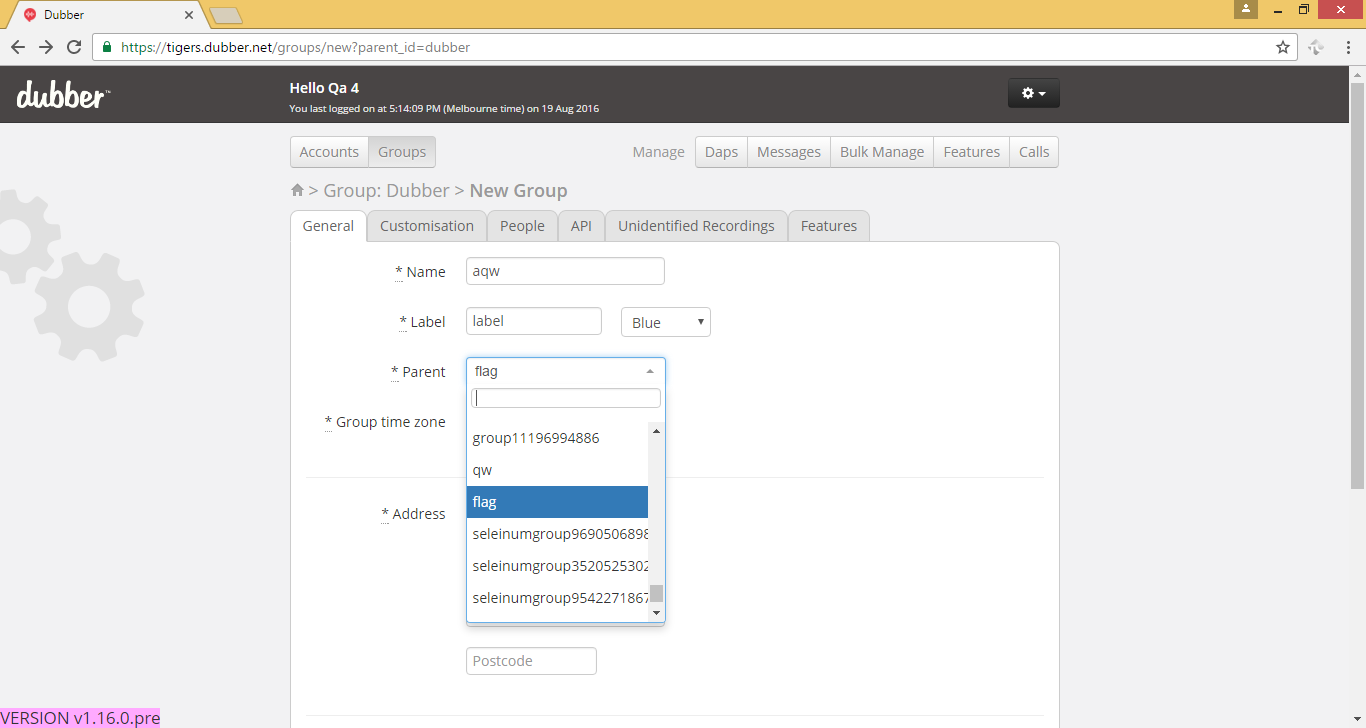 Dubber
https://tigers.dubber.net/groups/new?parent_id=dubber
dubber™
Hello Qa 4
You last logged on at 5:14:09 PM (Melbourne time) on 19 Aug 2016
Accounts Groups Manage Daps Messages Bulk Manage Features Calls
> Group: Dubber > New Group
General Customisation People API Unidentified Recordings Features
* Name aqw
* Label label Blue
* Parent flag
* Group time zone
group11196994886
qw
flag
* Address
seleinumgroup9690506898
seleinumgroup3520525302
seleinumgroup9542271867
Postcode
VERSION v1.16.0.pre